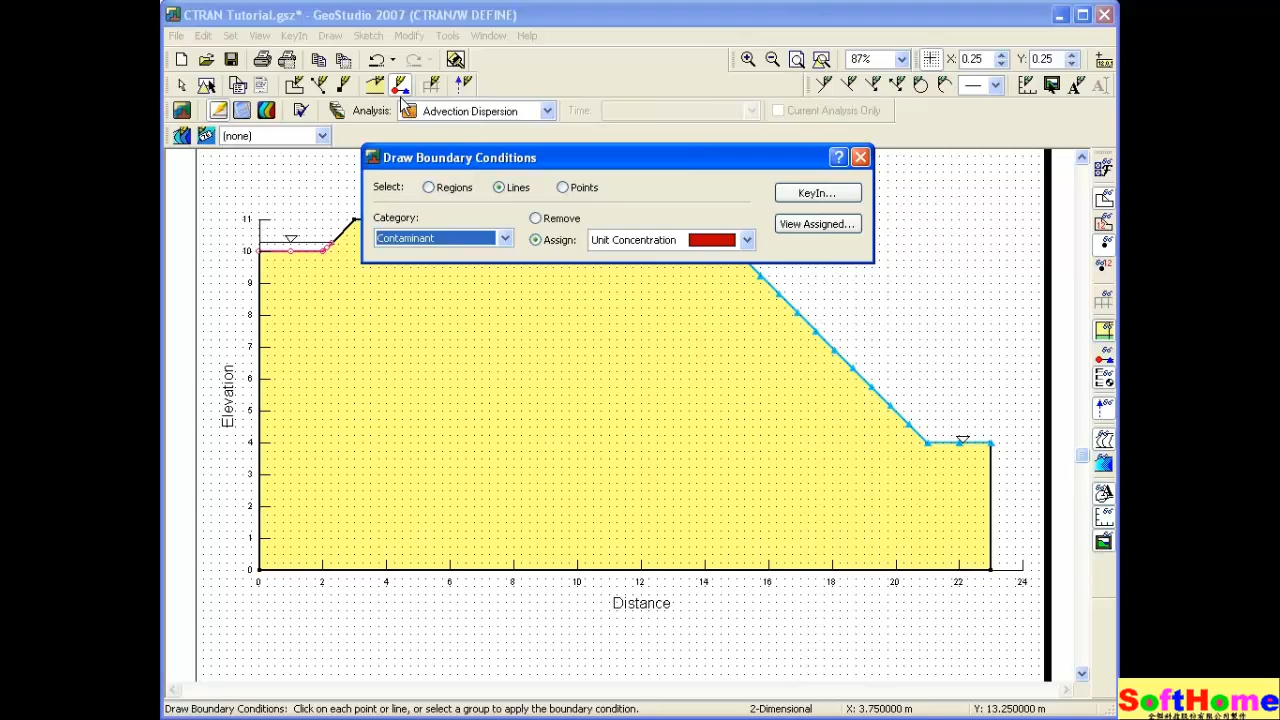 CTRAN Tutorial.gsz* - GeoStudio 2007 (CTRAN/W DEFINE)
File Edit Set View KeyIn Draw Sketch Modify Tools Window Help
87% X: 0.25 Y: 0.25
Analysis: Advection Dispersion Time: Current Analysis Only
(none)
Draw Boundary Conditions
Select: Regions Lines Points KeyIn...
Category: Remove View Assigned...
Contaminant Assign: Unit Concentration
11
10
9
8
7
6
5
4
3
2
1
0
Elevation
0 2 4 6 8 10 12 14 16 18 20 22 24
Distance
Draw Boundary Conditions: Click on each point or line, or select a group to apply the boundary condition. 2-Dimensional X: 3.750000 m Y: 13.250000 m
SoftHome